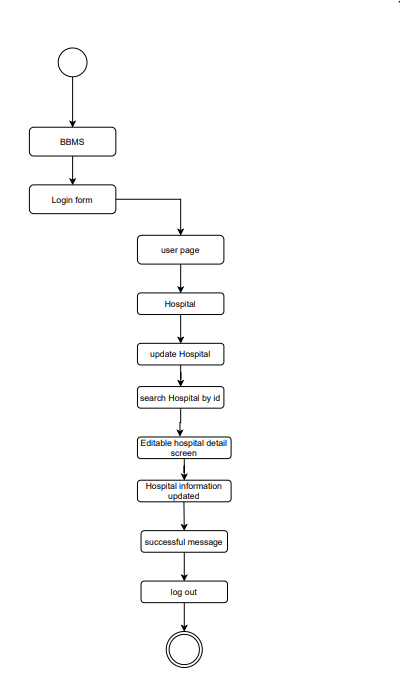 BBMS
Login form
user page
Hospital
update Hospital
search Hospital by id
Editable hospital detail
screen
Hospital information
updated
successful message
log out